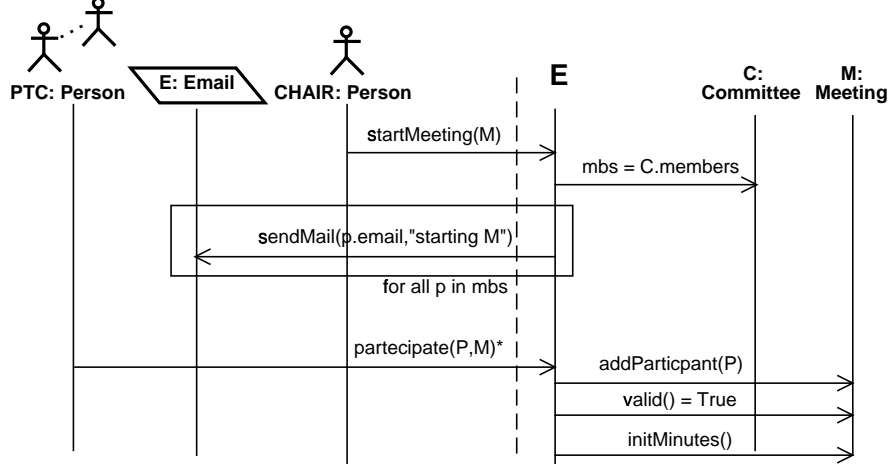 E: Email
E
C:
M:
PTC: Person
CHAIR: Person
Committee
Meeting
startMeeting(M)
mbs = C.members
sendMail(p.email,"starting M")
for all p in mbs
partecipate(P,M)*
addParticpant(P)
valid() = True
initMinutes()